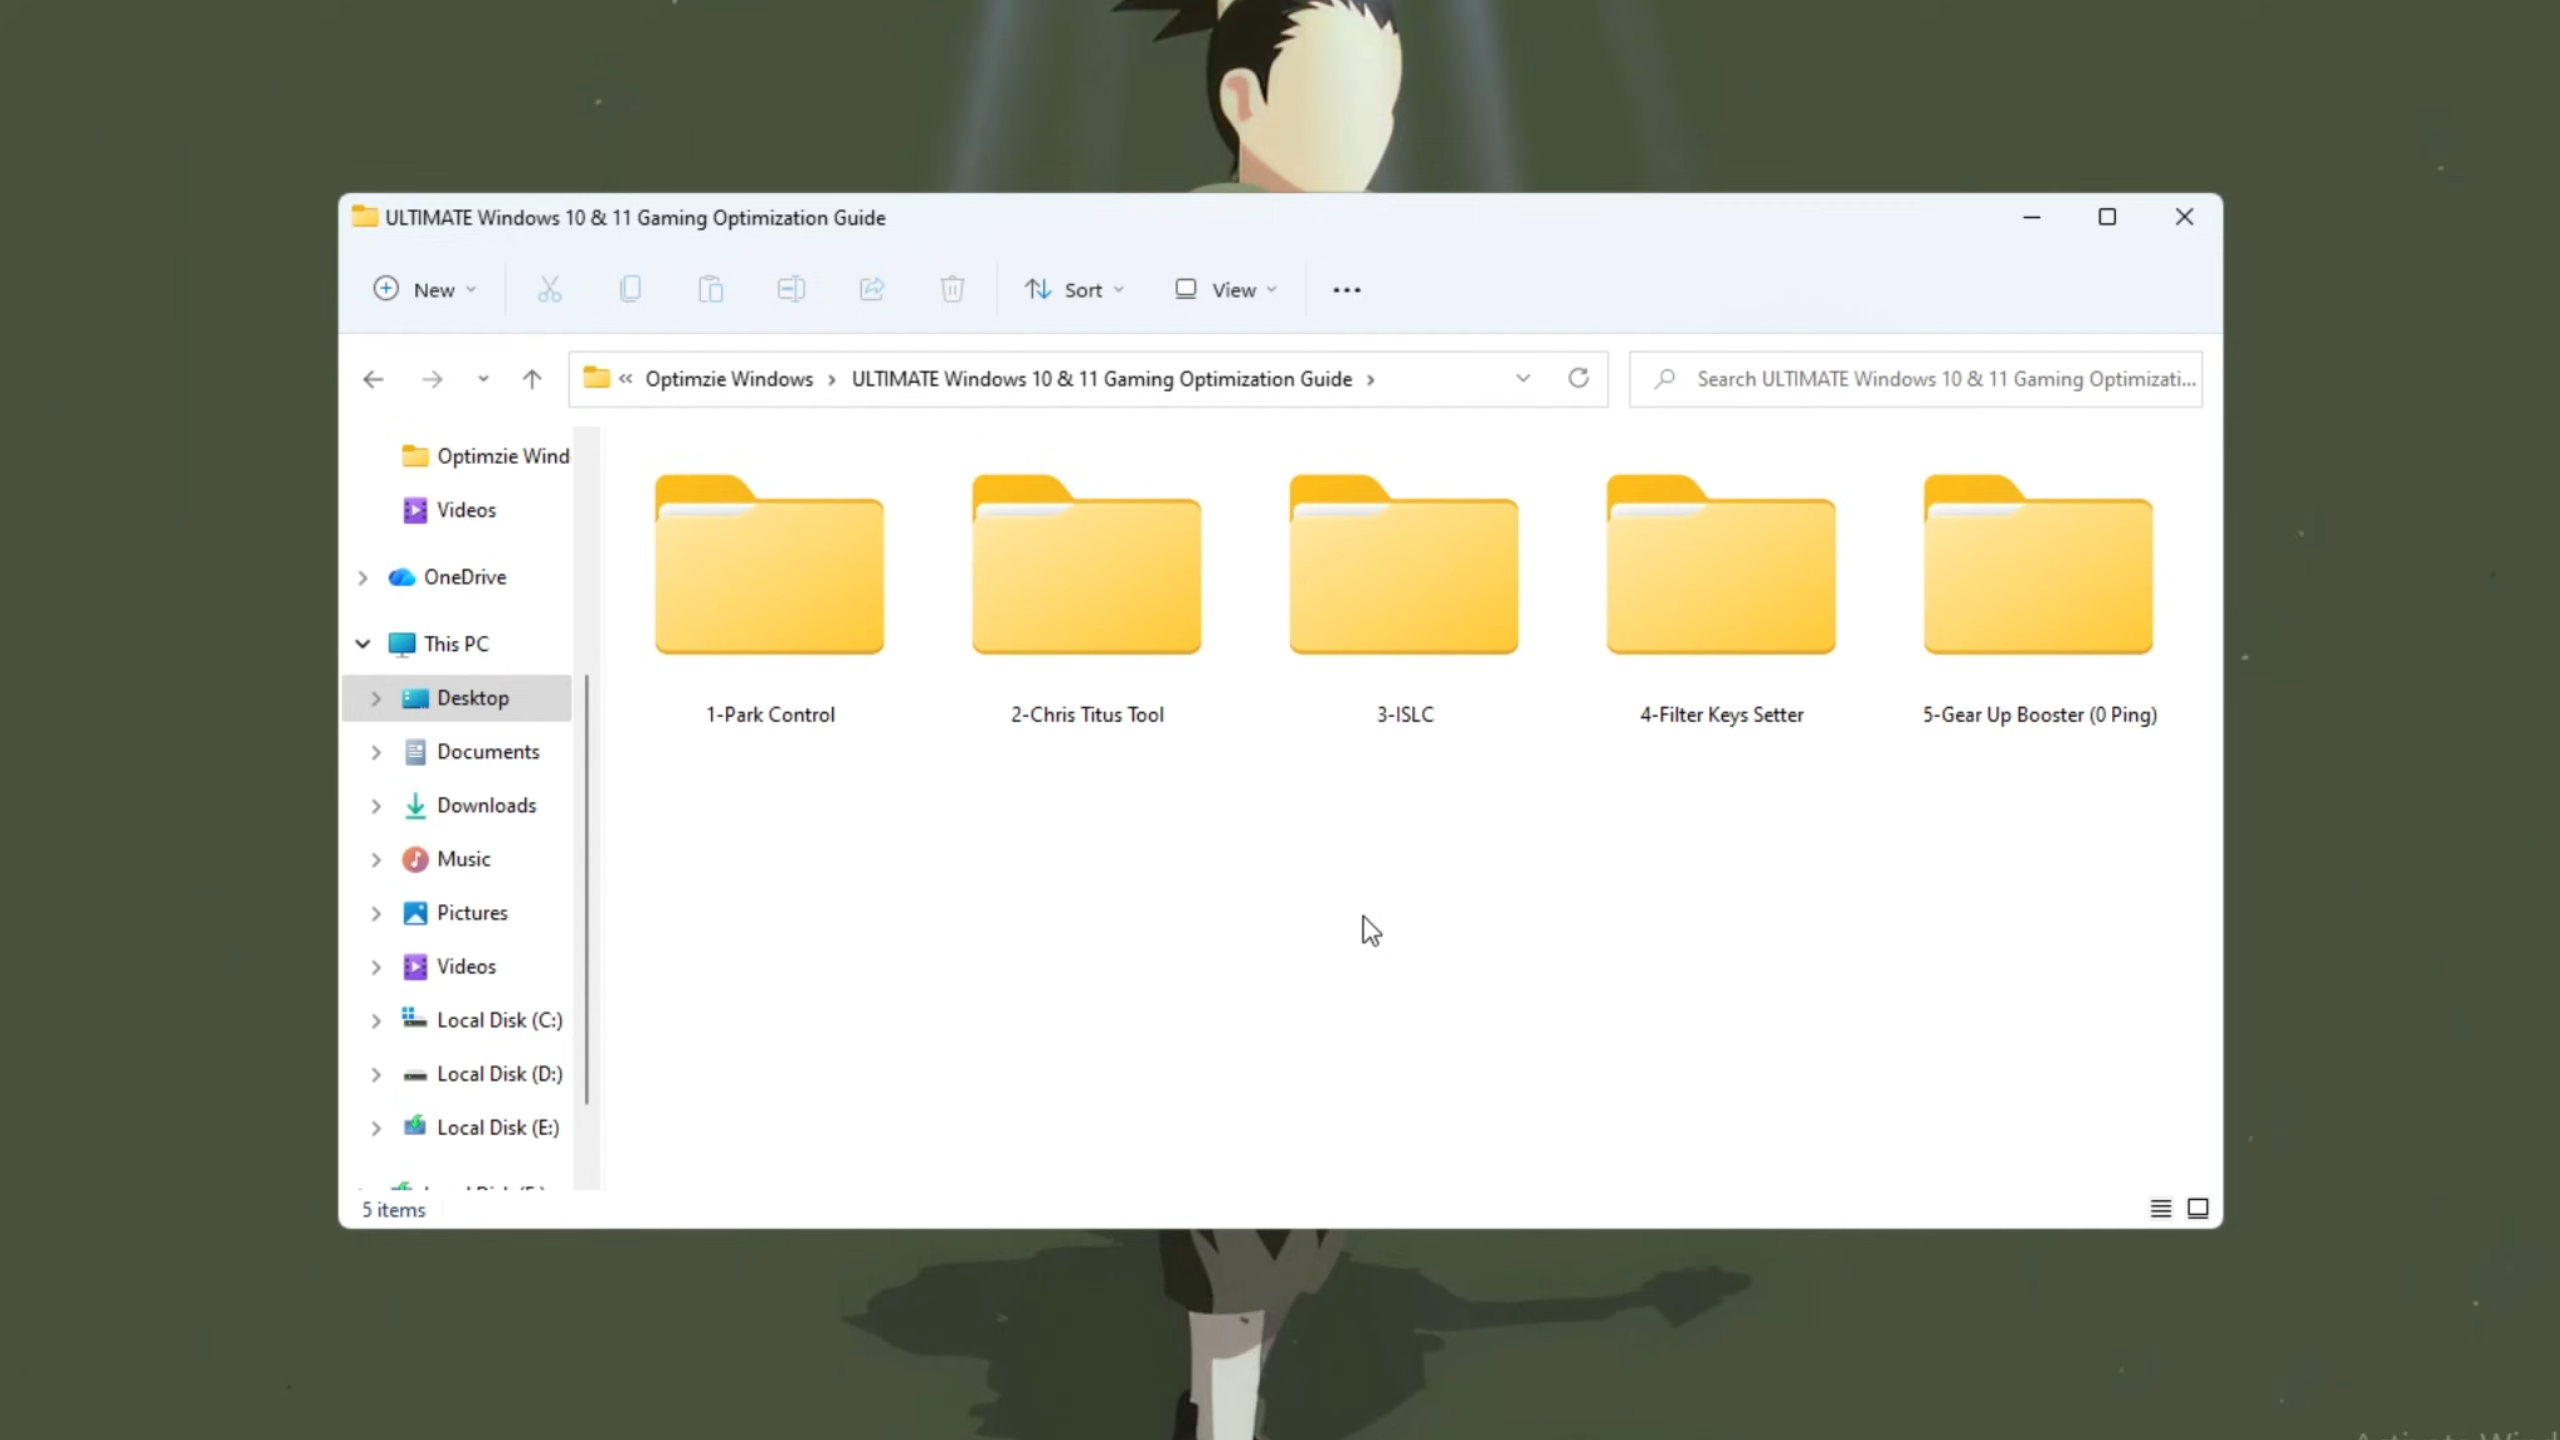 ULTIMATE Windows 10 & 11 Gaming Optimization Guide
New
Sort
View
« Optimzie Windows › ULTIMATE Windows 10 & 11 Gaming Optimization Guide ›
Search ULTIMATE Windows 10 & 11 Gaming Optimizati...
Optimzie Wind
Videos
OneDrive
This PC
Desktop
Documents
Downloads
Music
Pictures
Videos
Local Disk (C:)
Local Disk (D:)
Local Disk (E:)
1-Park Control
2-Chris Titus Tool
3-ISLC
4-Filter Keys Setter
5-Gear Up Booster (0 Ping)
5 items